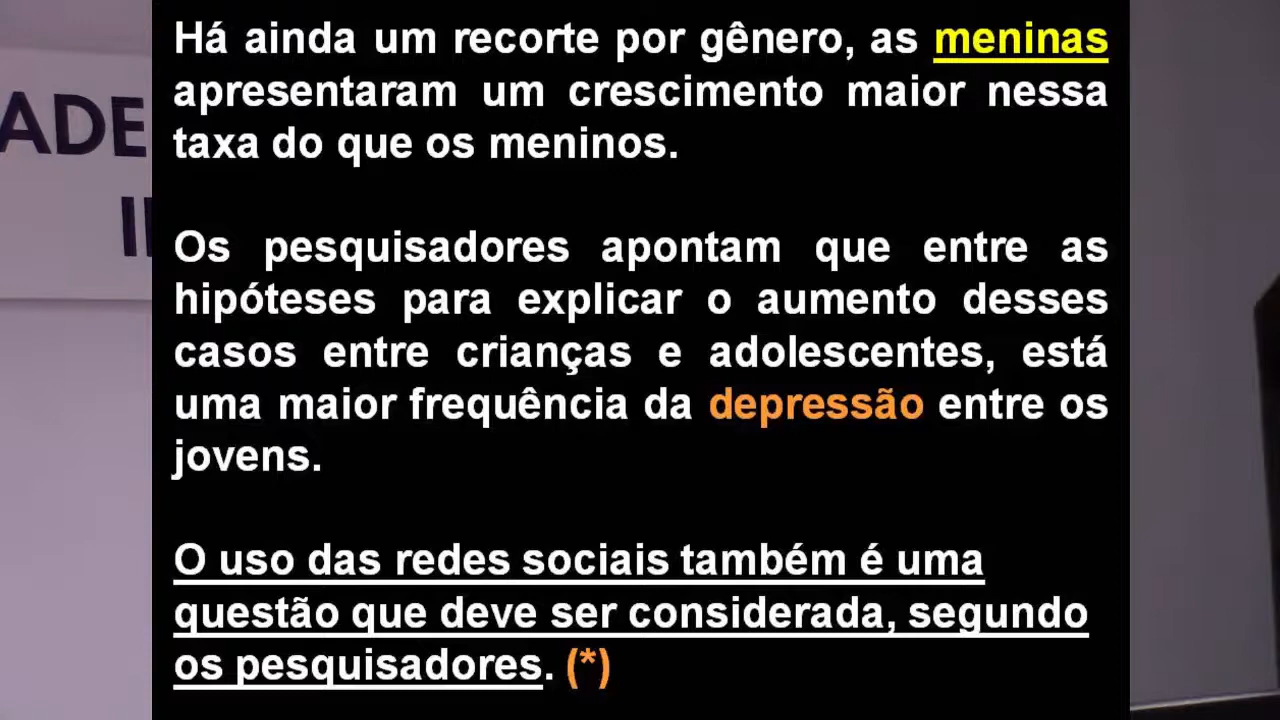 Há ainda um recorte por gênero, as meninas
apresentaram um crescimento maior nessa
taxa do que os meninos.
Os pesquisadores apontam que entre as
hipóteses para explicar o aumento desses
casos entre crianças e adolescentes, está
uma maior frequência da depressão entre os
jovens.
O uso das redes sociais também é uma
questão que deve ser considerada, segundo
os pesquisadores. (*)
ADE